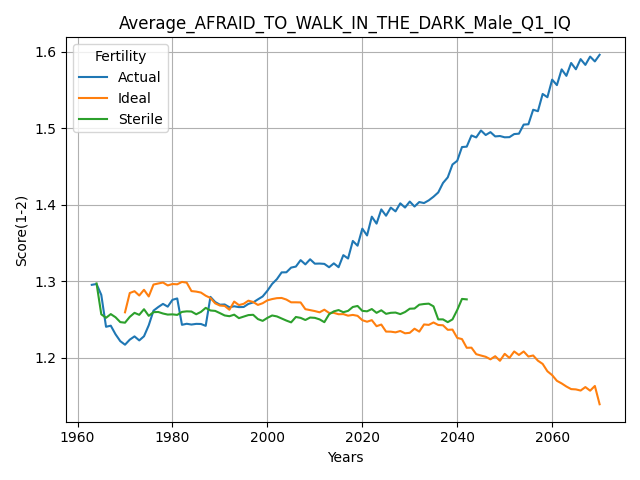 Average_AFRAID_TO_WALK_IN_THE_DARK_Male_Q1_IQ
Fertility
Actual
Ideal
Sterile
Score(1-2)
1.6
1.5
1.4
1.3
1.2
1960
1980
2000
2020
2040
2060
Years